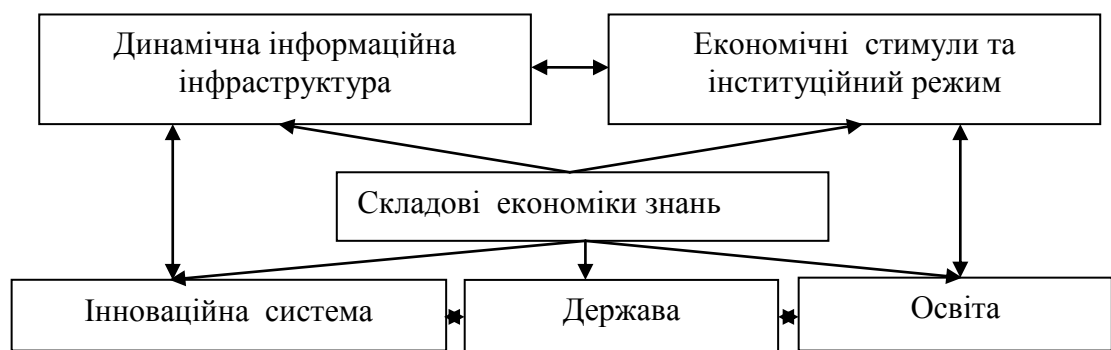 Динамічна інформаційна
інфраструктура
Економічні стимули та
інституційний режим
Складові економіки знань
Інноваційна система
Держава
Освіта